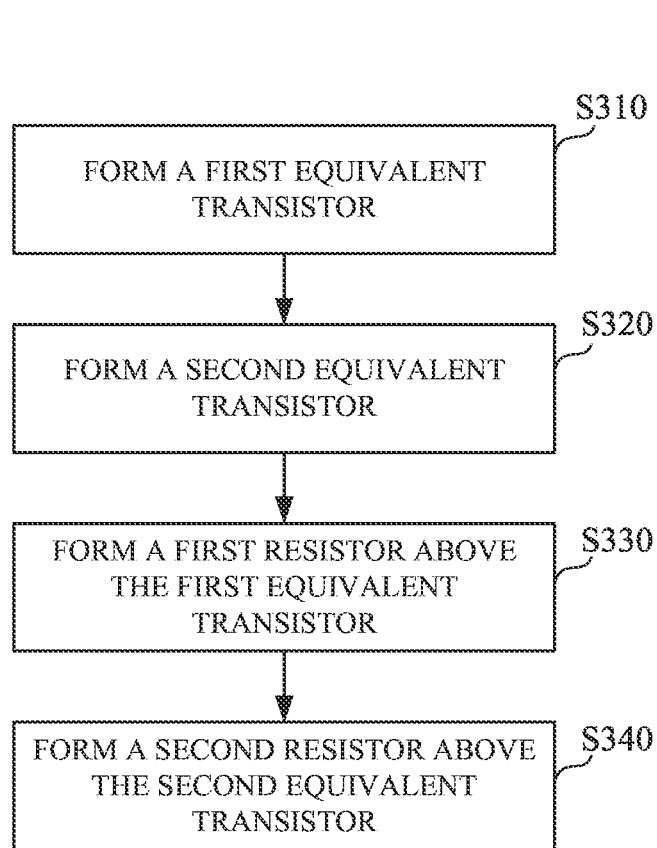 S310
FORM A FIRST EQUIVALENT
TRANSISTOR
S320
FORM A SECOND EQUIVALENT
TRANSISTOR
S330
FORM A FIRST RESISTOR ABOVE
THE FIRST EQUIVALENT
TRANSISTOR
S340
FORM A SECOND RESISTOR ABOVE
THE SECOND EQUIVALENT
TRANSISTOR